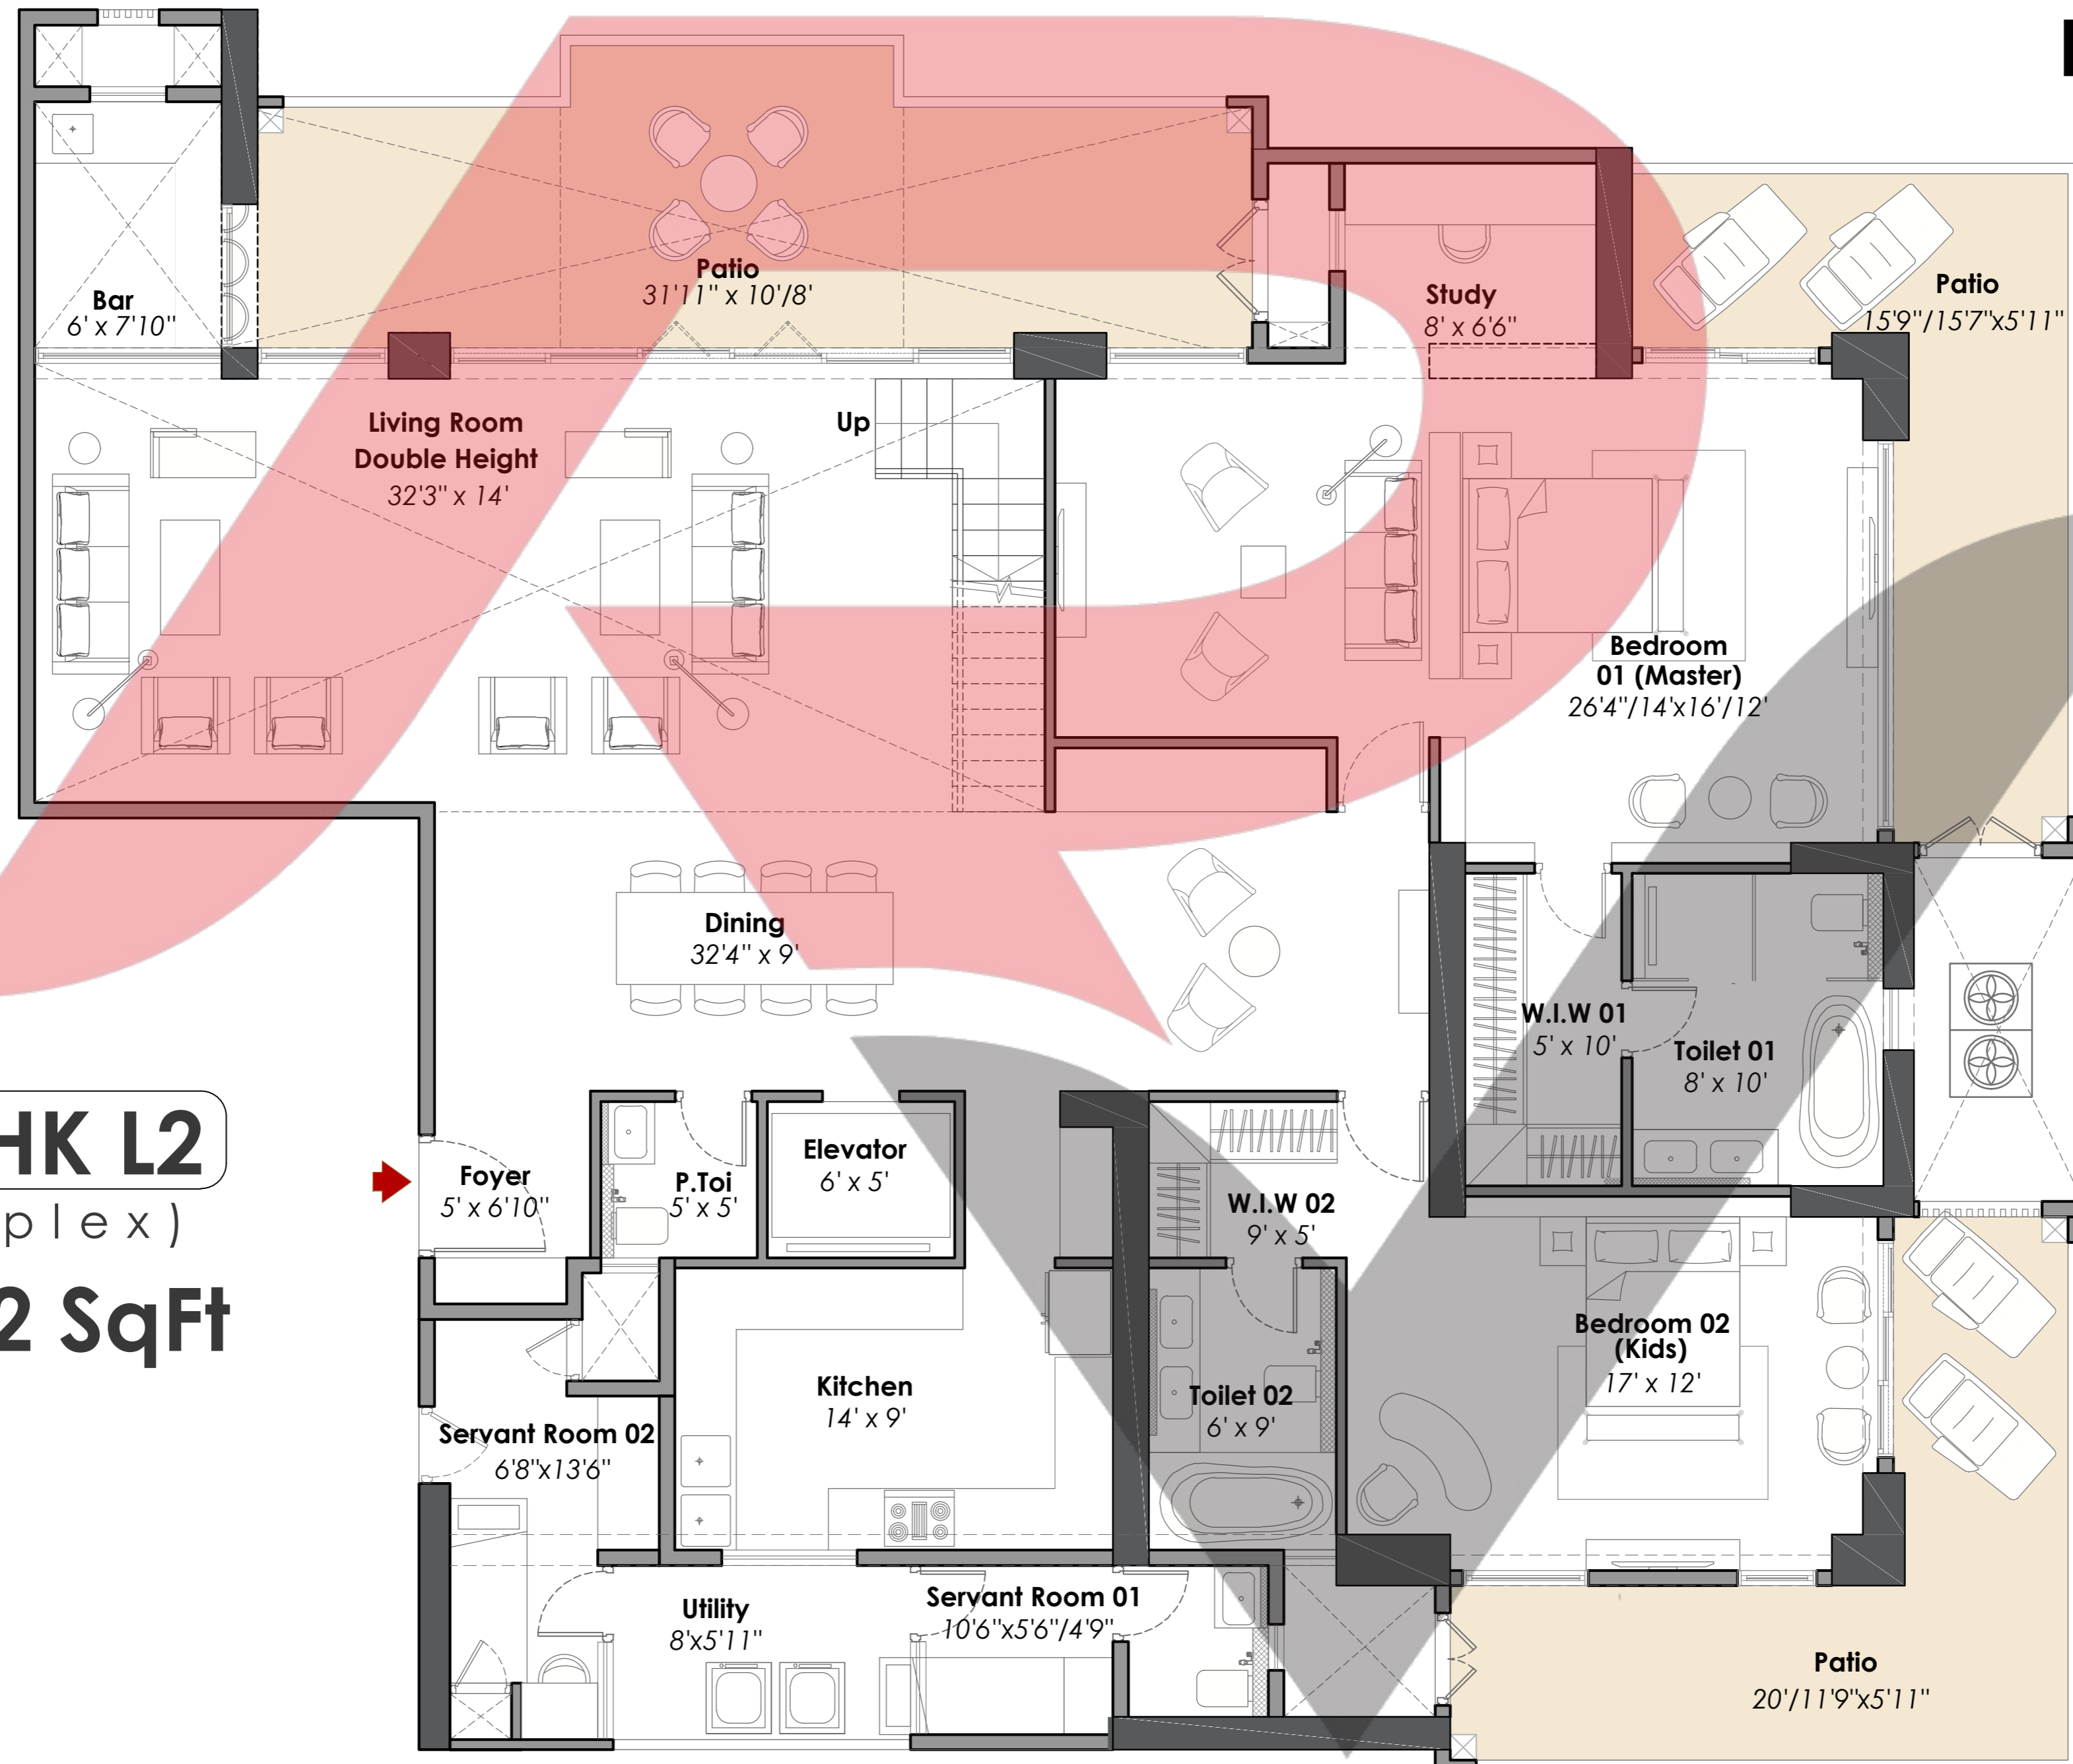 Bar
6' x 7'10"
Patio
31'11" x 10'/8'
Study
8' x 6'6"
Patio
15'9"/15'7"x5'11"
Living Room
Double Height
32'3" x 14'
Up
Bedroom
01 (Master)
26'4"/14'x16'/12'
Dining
32'4" x 9'
W.I.W 01
5' x 10'
Toilet 01
8' x 10'
HK L2
plex)
2 SqFt
Foyer
5' x 6'10"
P.Toi
5' x 5'
Elevator
6' x 5'
W.I.W 02
9' x 5'
Bedroom 02
(Kids)
17' x 12'
Kitchen
14' x 9'
Toilet 02
6' x 9'
Servant Room 02
6'8"x13'6"
Utility
8'x5'11"
Servant Room 01
10'6"x5'6"/4'9"
Patio
20'/11'9"x5'11"